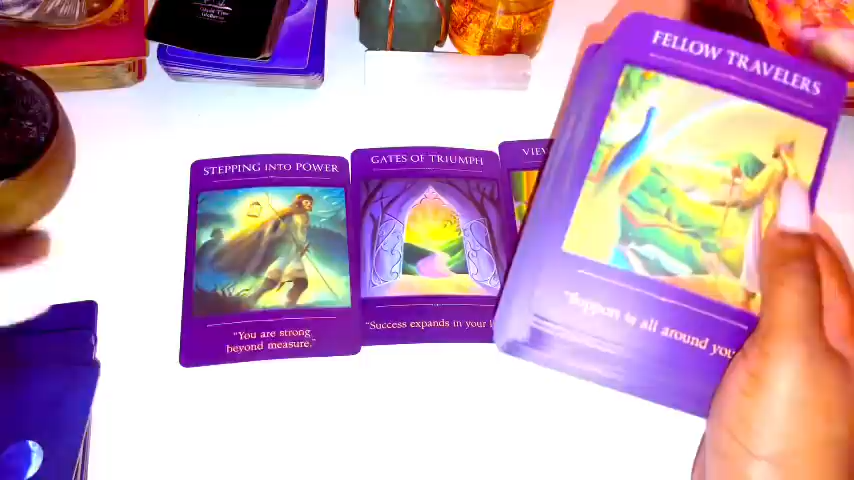 FELLOW TRAVELERS
STEPPING INTO POWER
GATES OF TRIUMPH
VIE
"Support is all around you
"You are strong
beyond measure."
"Success expands in your